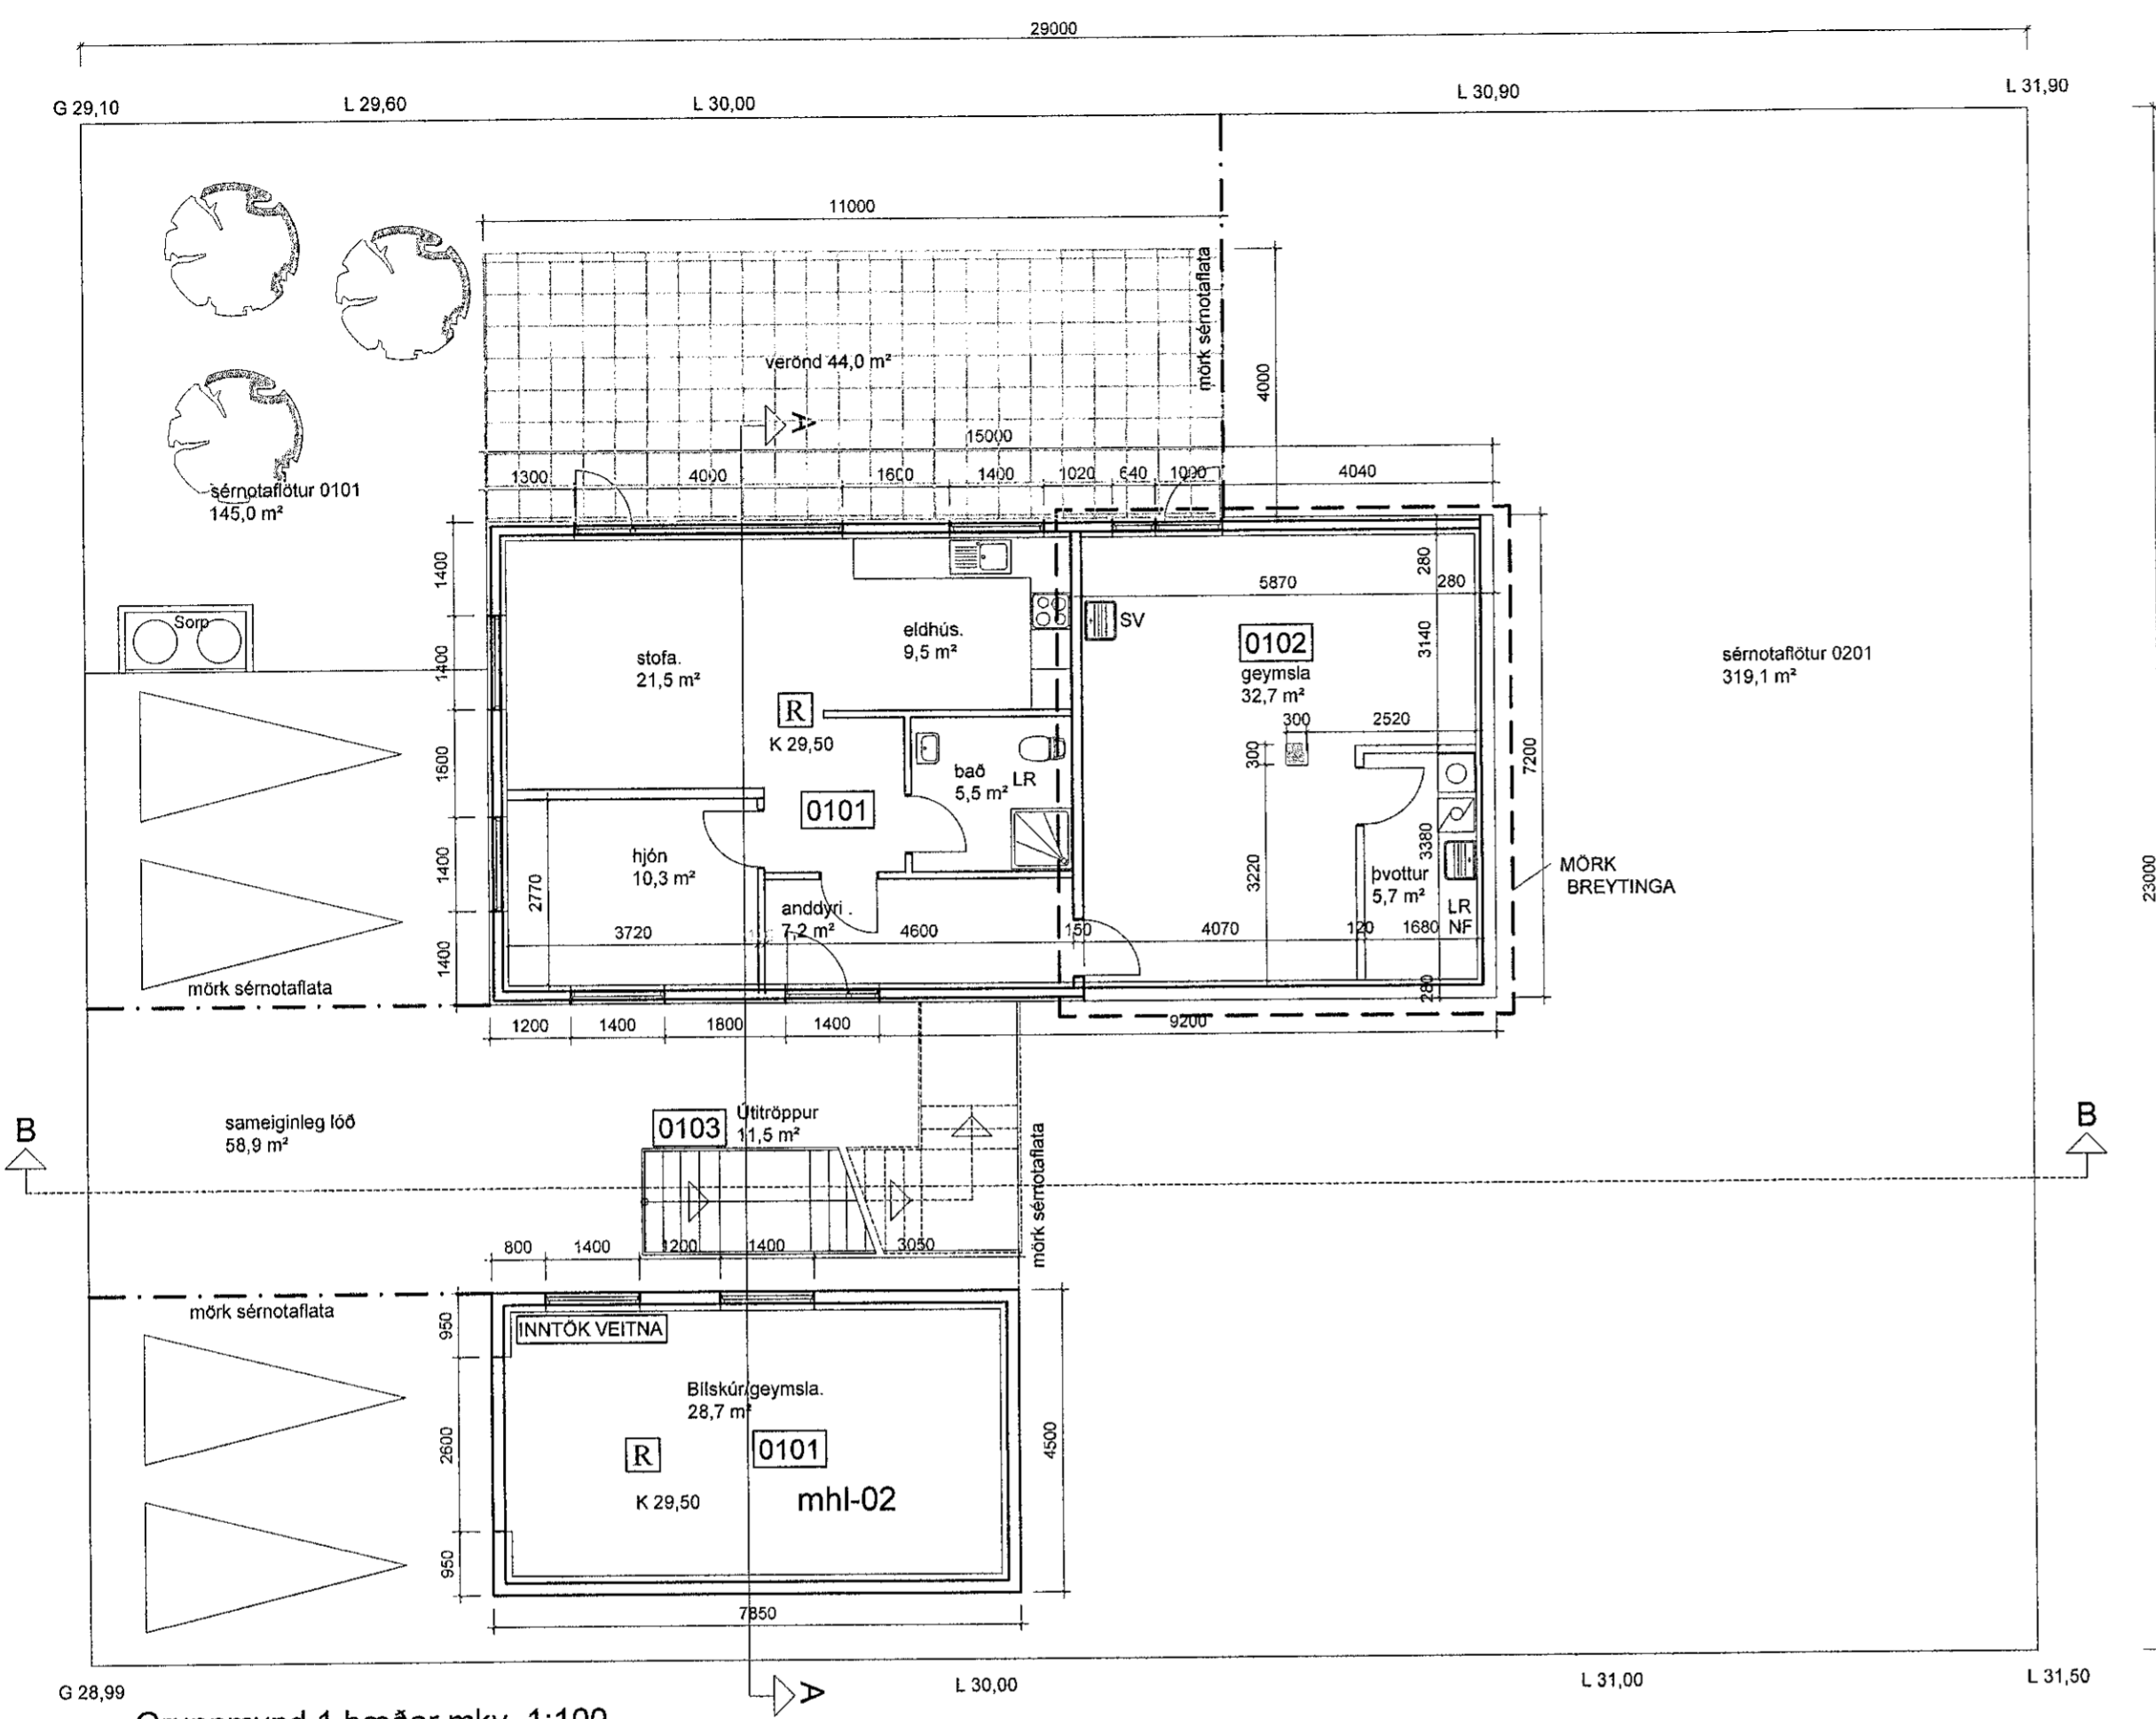 29000
G 29,10
L 29,60
L 30,00
L 30,90
L 31,90
11000
mörk sérnotaflata
verönd 44,0 m²
4000
A
15000
1300
4000
1600
1400
1020
640
1000
4040
sérnotaflötur 0101
145,0 m²
1400
1400
1600
1400
1400
Sorp
stofa.
21,5 m²
eldhús.
9,5 m²
SV
5870
280
280
3140
0102
geymsla
32,7 m²
300
2520
300
3220
7200
sérnotaflötur 0201
319,1 m²
R
K 29,50
0101
bað
5,5 m²
LR
hjón
10,3 m²
2770
3720
anddyri .
7,2 m²
4600
150
4070
120
1680
þvottur
5,7 m²
3380
LR
NF
280
MÖRK
BREYTINGA
23000
mörk sérnotaflata
1200
1400
1800
1400
9200
B
sameiginleg lóð
58,9 m²
0103
Útitröppur
11,5 m²
mörk sérnotaflata
B
800
1400
1200
1400
3050
mörk sérnotaflata
950
2600
950
INNTÖK VEITNA
Bílskúr/geymsla.
28,7 m²
R
0101
K 29,50
mhl-02
4500
7850
G 28,99
A
L 30,00
L 31,00
L 31,50
Grunnmynd 1.hæðar mkv. 1:100